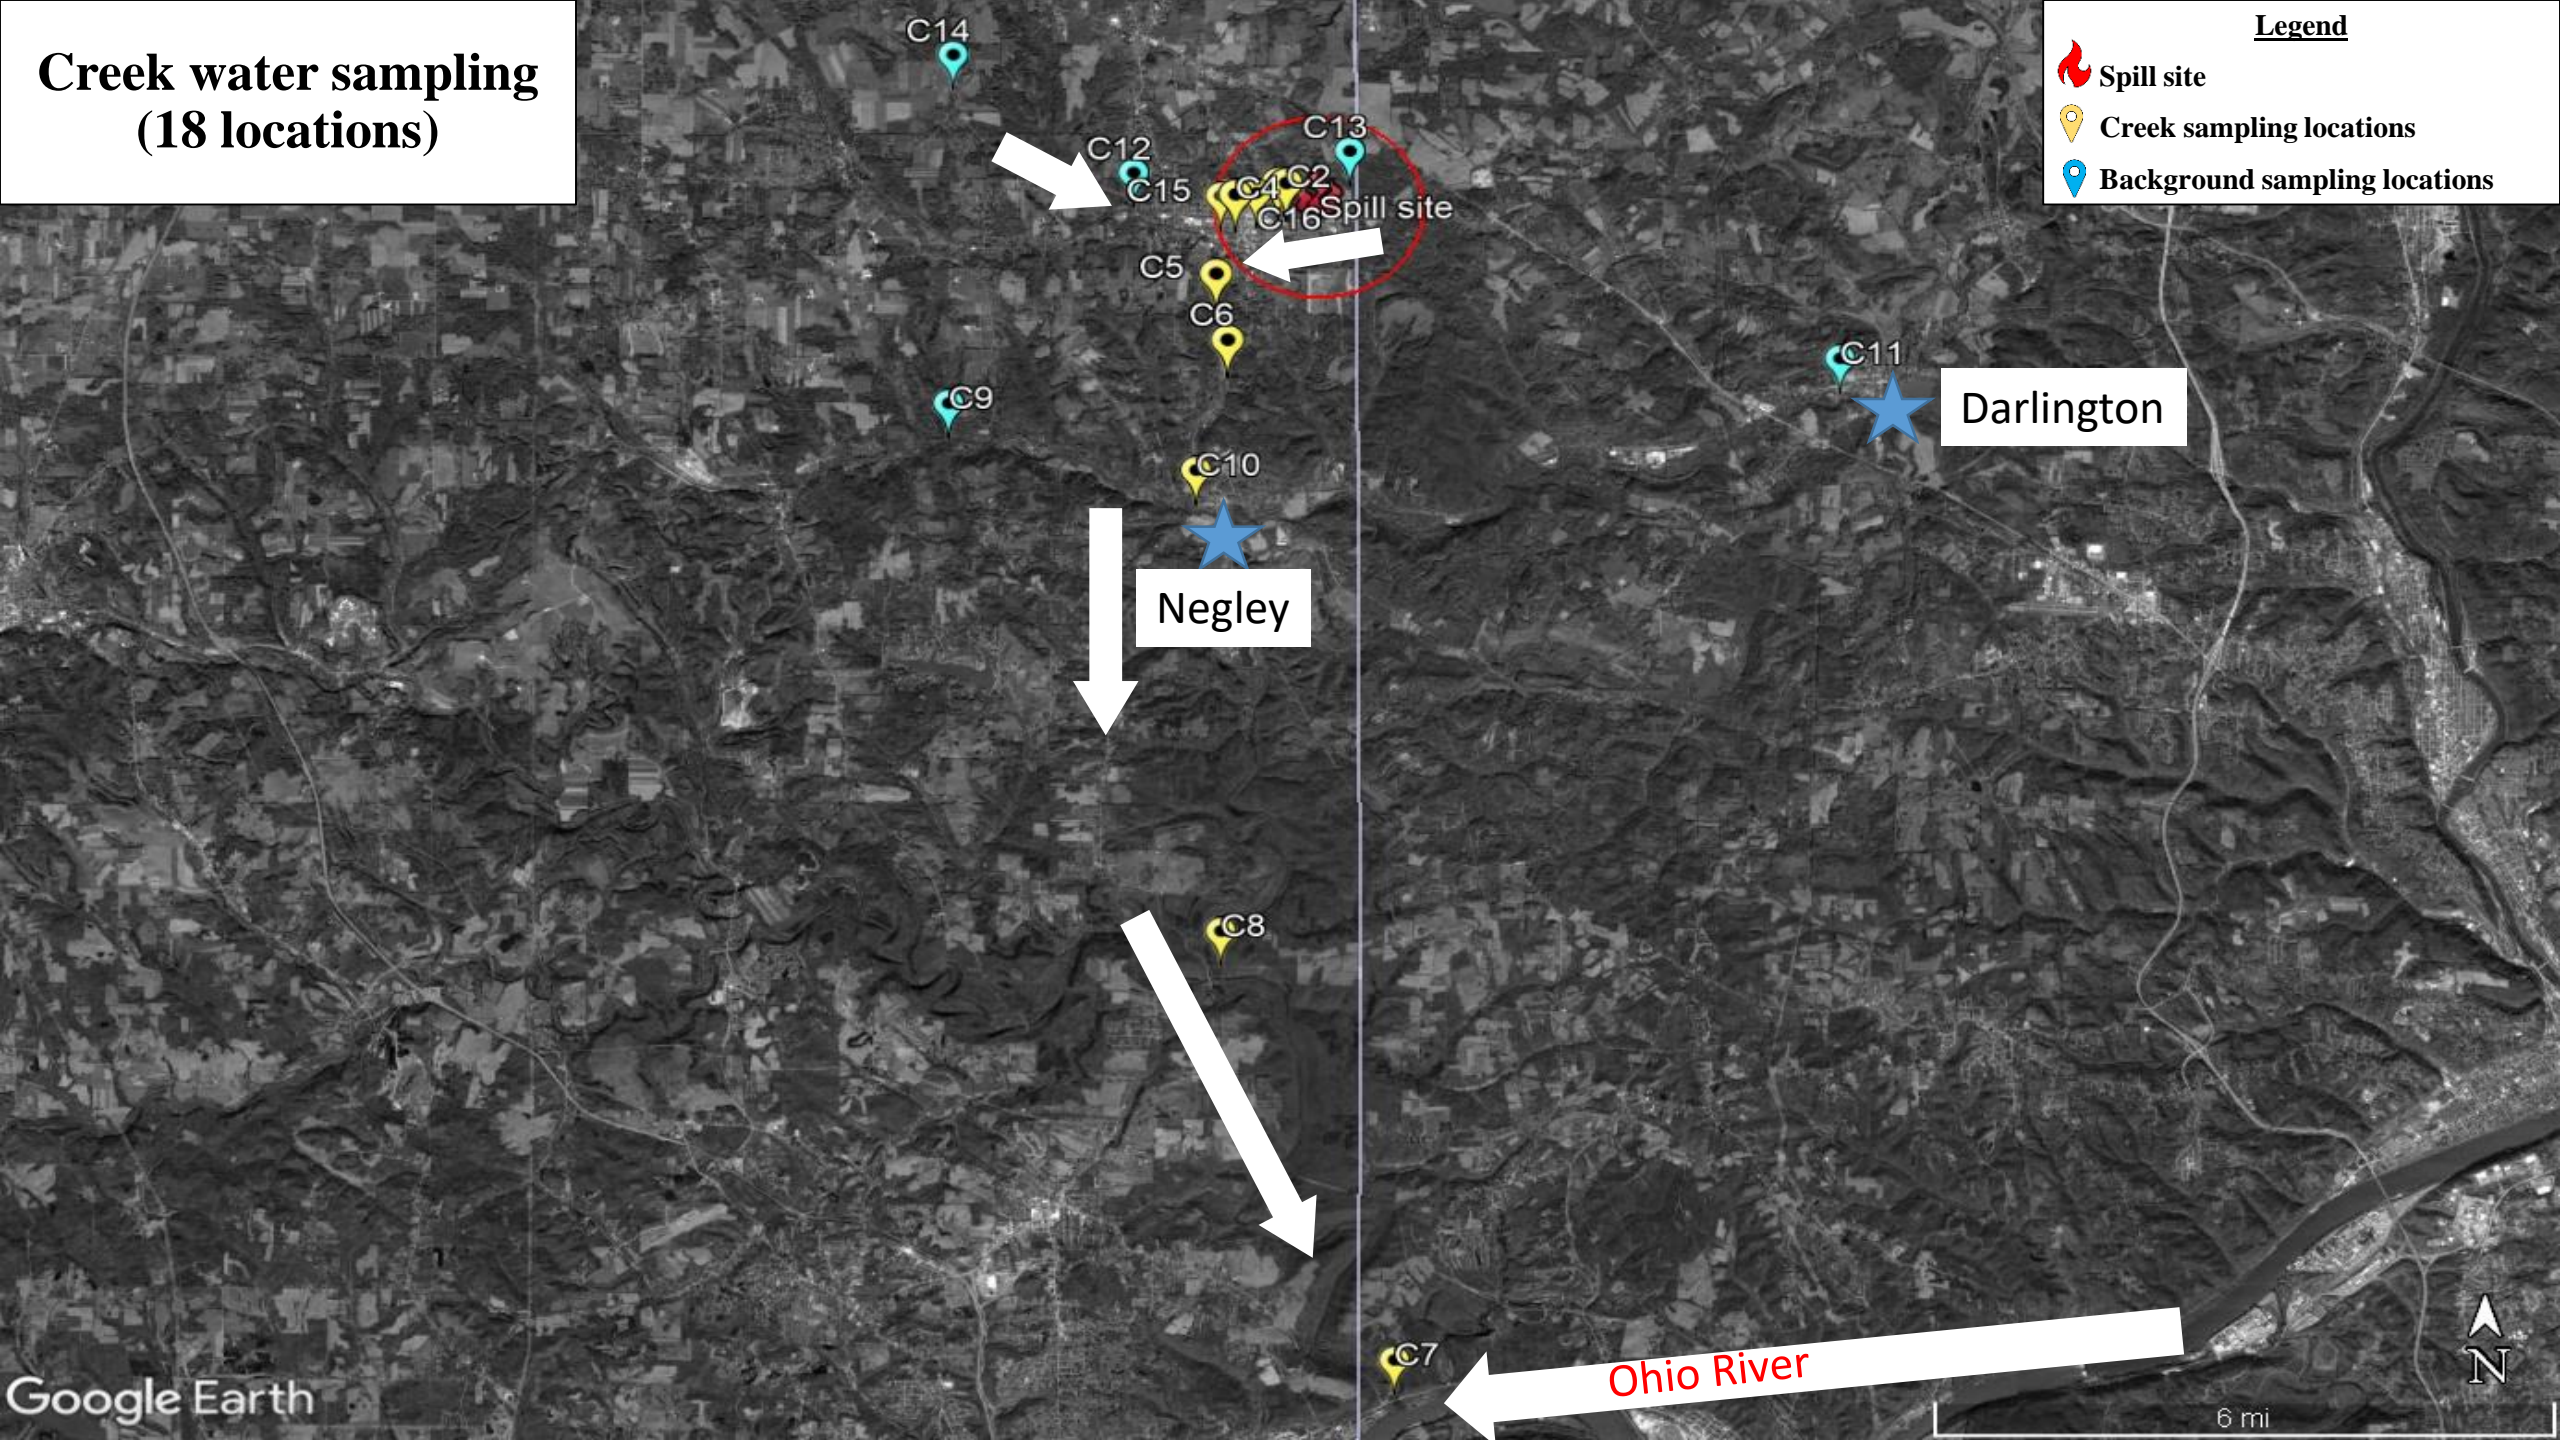 Creek water sampling
(18 locations)
Legend
Spill site
Creek sampling locations
Background sampling locations
C14
C13
C12
C15
C4
C2
C16
Spill site
C5
C6
C11
Darlington
C9
C10
Negley
C8
C7
Ohio River
N
Google Earth
6 mi